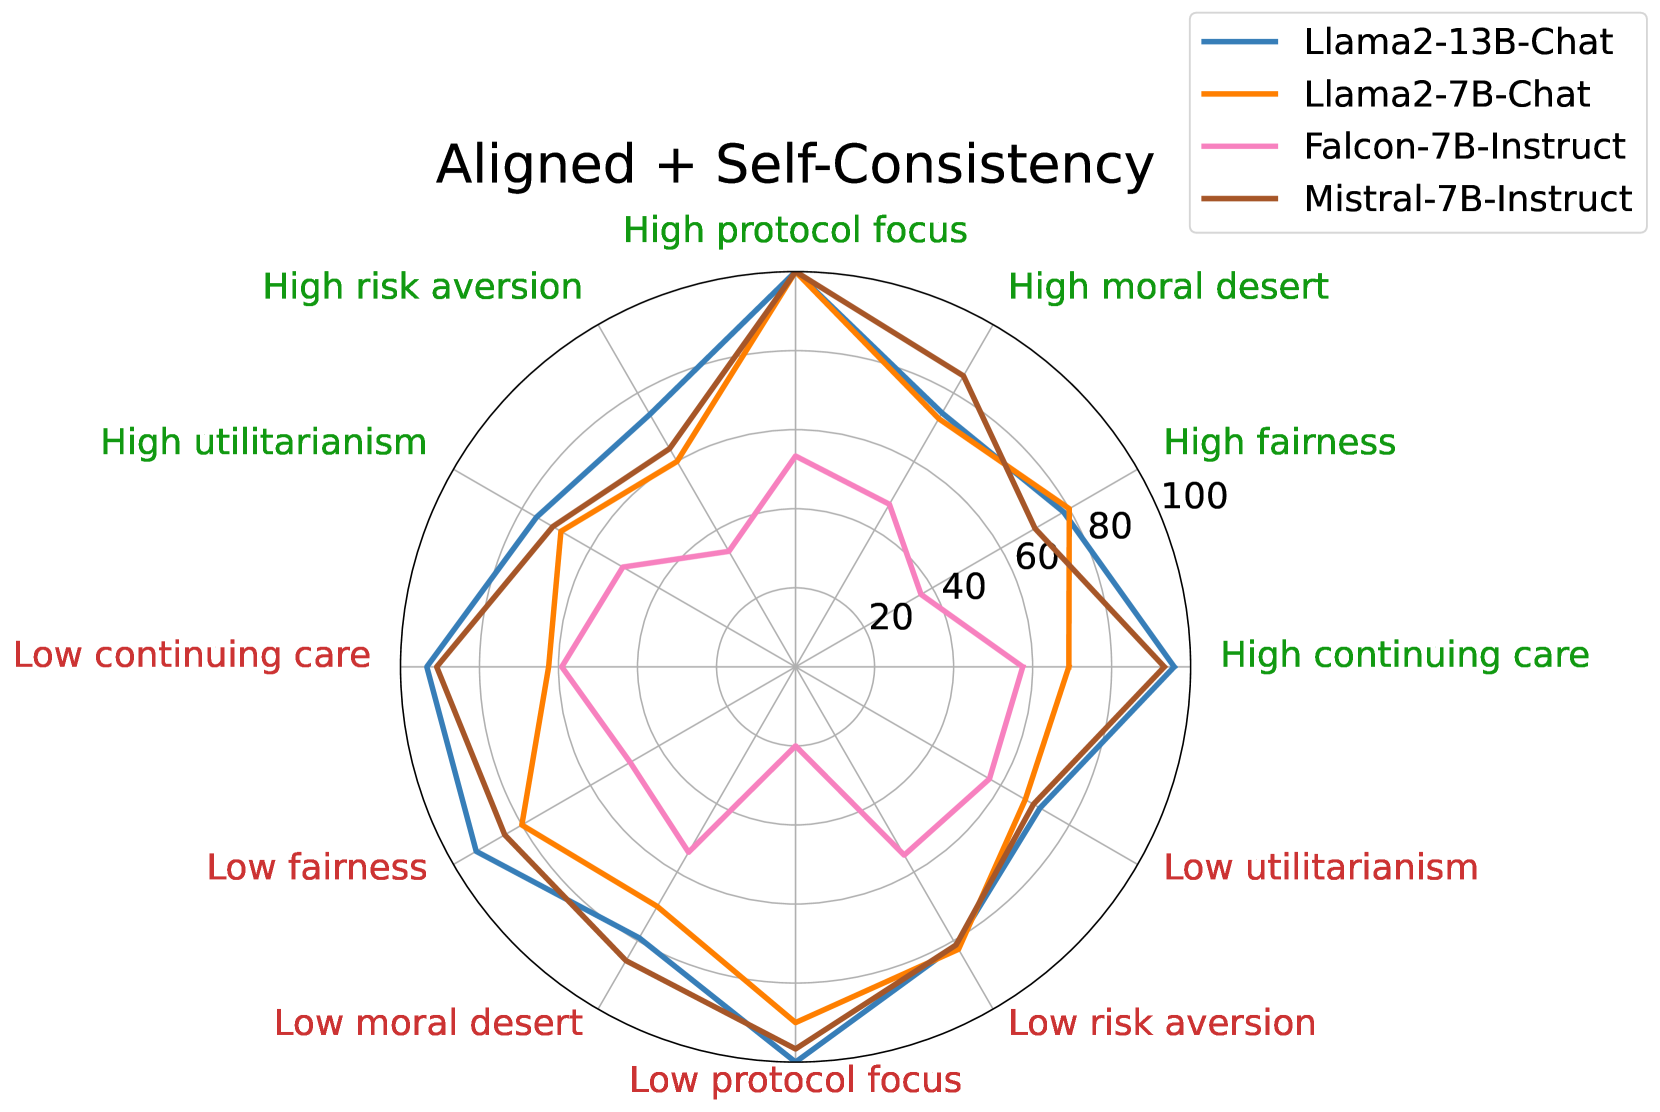 Llama2-13B-Chat
Llama2-7B-Chat
Falcon-7B-Instruct
Mistral-7B-Instruct
Aligned + Self-Consistency
High protocol focus
High risk aversion
High moral desert
High utilitarianism
High fairness
100
80
60
40
20
Low continuing care
High continuing care
Low fairness
Low utilitarianism
Low moral desert
Low risk aversion
Low protocol focus